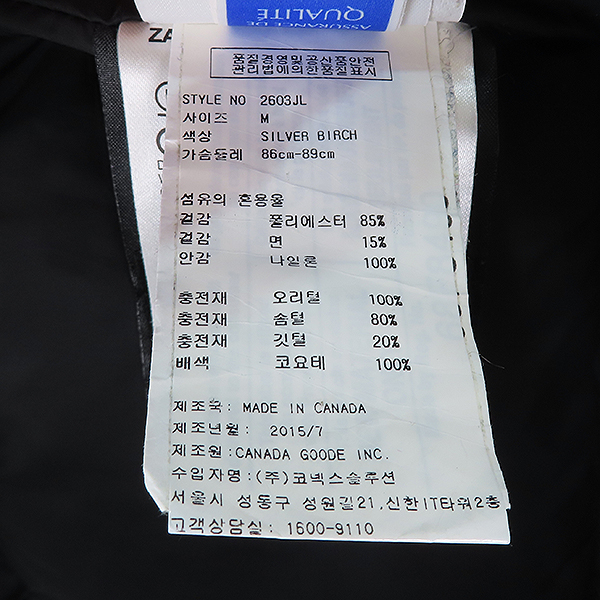 ASSURANCE DE
QUALITÉ
ZA
품질경영및공산품안전
관리법에의한품질표시
STYLE NO 2603JL
사이즈 M
색상 SILVER BIRCH
가슴둘레 86cm-89cm
섬유의 혼용율
겉감 폴리에스터 85%
겉감 면 15%
안감 나일론 100%
충전재 오리털 100%
충전재 솜털 80%
충전재 깃털 20%
배색 코요테 100%
제조국: MADE IN CANADA
제조년월: 2015/7
제조원: CANADA GOODE INC.
수입자명:(주)코넥스솔루션
서울시 성동구 성원길21,신한IT타워2층
고객상담실: 1600-9110